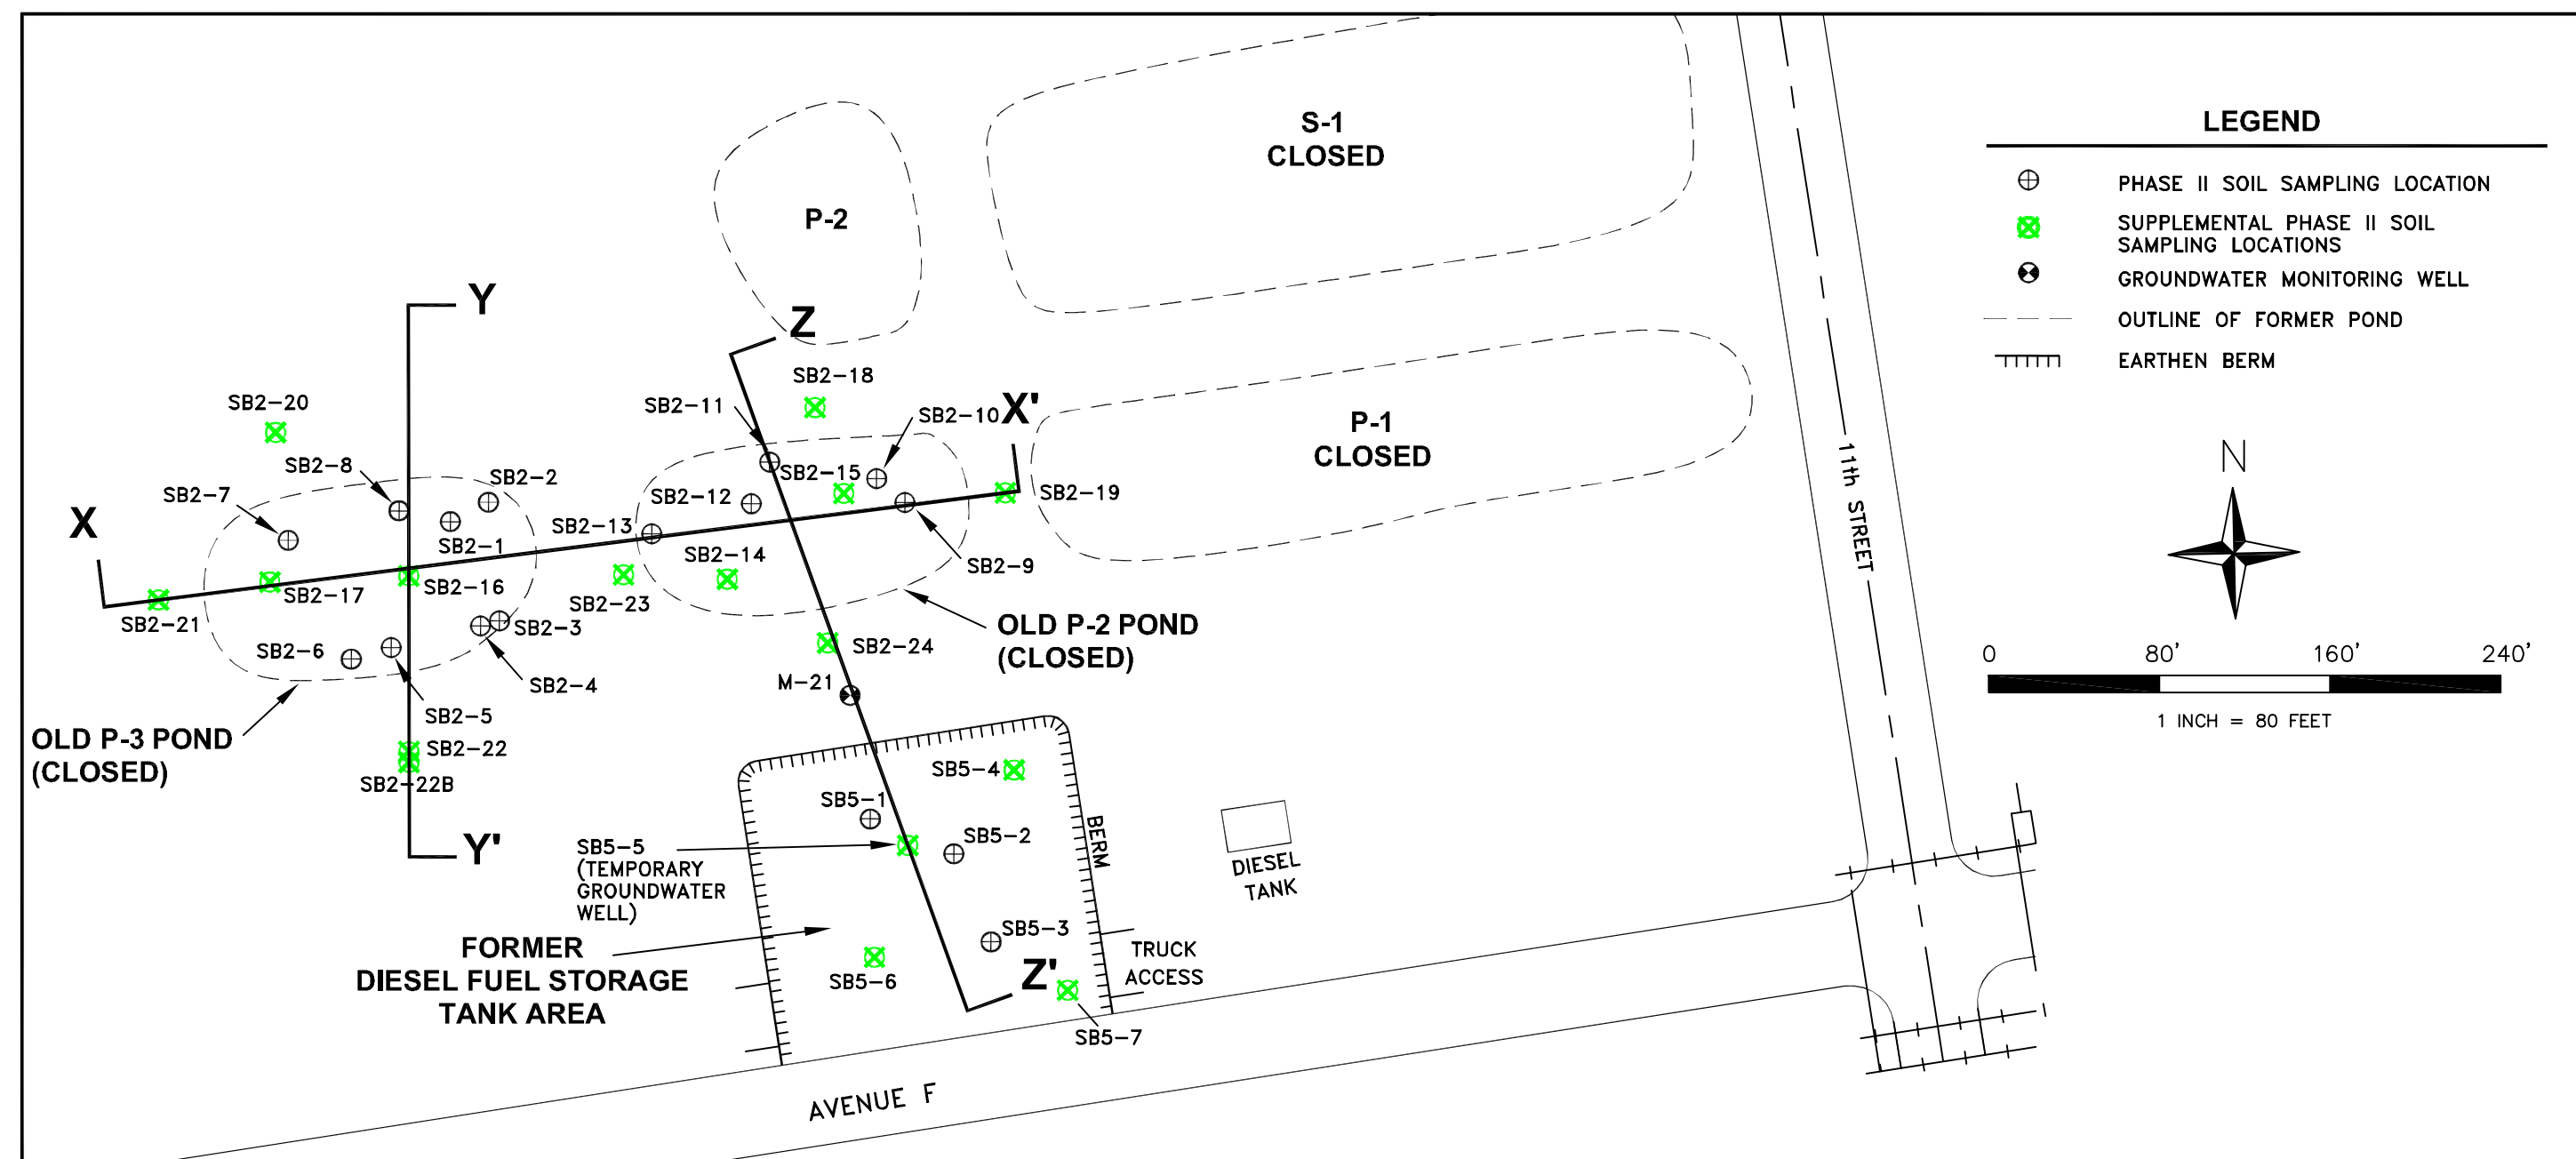 S-1
CLOSED
P-2
LEGEND
PHASE II SOIL SAMPLING LOCATION
SUPPLEMENTAL PHASE II SOIL
SAMPLING LOCATIONS
GROUNDWATER MONITORING WELL
OUTLINE OF FORMER POND
EARTHEN BERM
Y
Z
SB2-18
SB2-20
SB2-11
SB2-10
X'
P-1
CLOSED
11th STREET
N
SB2-8
SB2-2
SB2-15
SB2-7
SB2-12
SB2-19
X
SB2-13
SB2-1
SB2-14
SB2-9
SB2-16
SB2-17
SB2-23
SB2-21
SB2-3
OLD P-2 POND
(CLOSED)
SB2-6
SB2-24
SB2-4
M-21
0 80' 160' 240'
1 INCH = 80 FEET
SB2-5
OLD P-3 POND
(CLOSED)
SB2-22
SB2-22B
SB5-4
SB5-1
SB5-2
BERM
Y'
SB5-5
(TEMPORARY
GROUNDWATER
WELL)
DIESEL
TANK
SB5-3
FORMER
DIESEL FUEL STORAGE
TANK AREA
TRUCK
ACCESS
SB5-6
Z'
SB5-7
AVENUE F